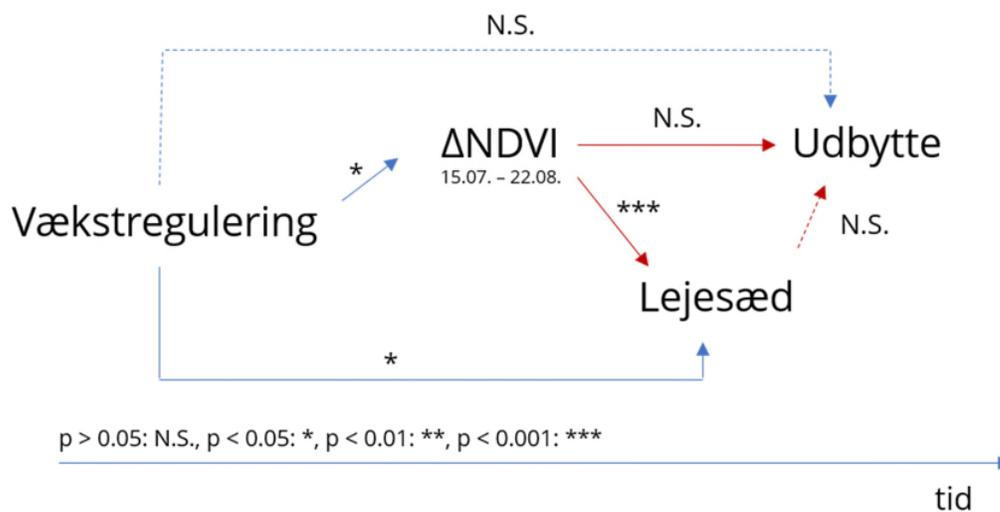 N.S.
N.S.
ΔNDVI
Udbytte
15.07. – 22.08.
*
***
Vækstregulering
N.S.
Lejesæd
*
p > 0.05: N.S., p < 0.05: *, p < 0.01: **, p < 0.001: ***
tid